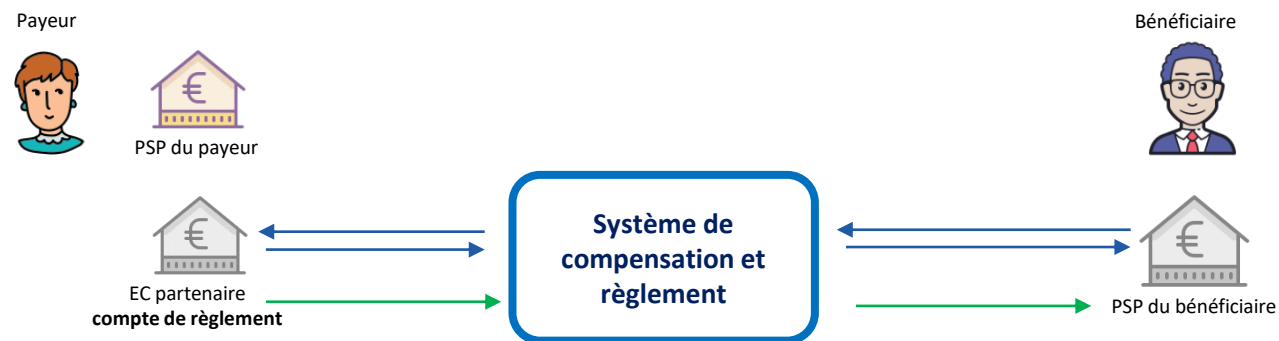 Payeur
Bénéficiaire
PSP du payeur
Système de
compensation et
règlement
EC partenaire
compte de règlement
PSP du bénéficiaire